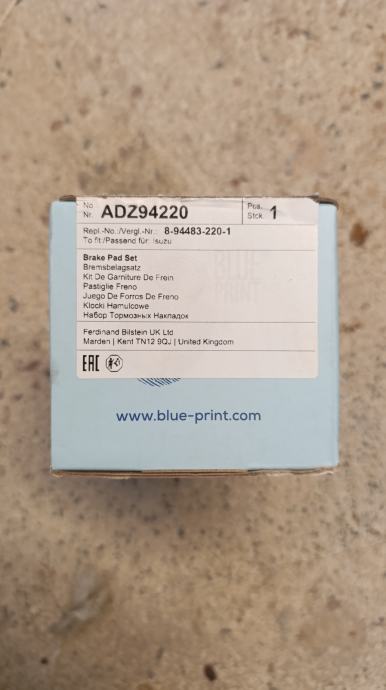 No. Nr. ADZ94220 Pcs. Stck. 1
Repl.-No.:/Vergl.-Nr.: 8-94483-220-1
To fit:/Passend für: Isuzu
Brake Pad Set
Bremsbelagsatz
Kit De Garniture De Frein
Pastiglie Freno
Juego De Forros De Freno
Klocki Hamulcowe
Набор Тормозных Накладок
Ferdinand Bilstein UK Ltd
Marden | Kent TN12 9QJ | United Kingdom
EAC
BLUE
PRINT
www.blue-print.com